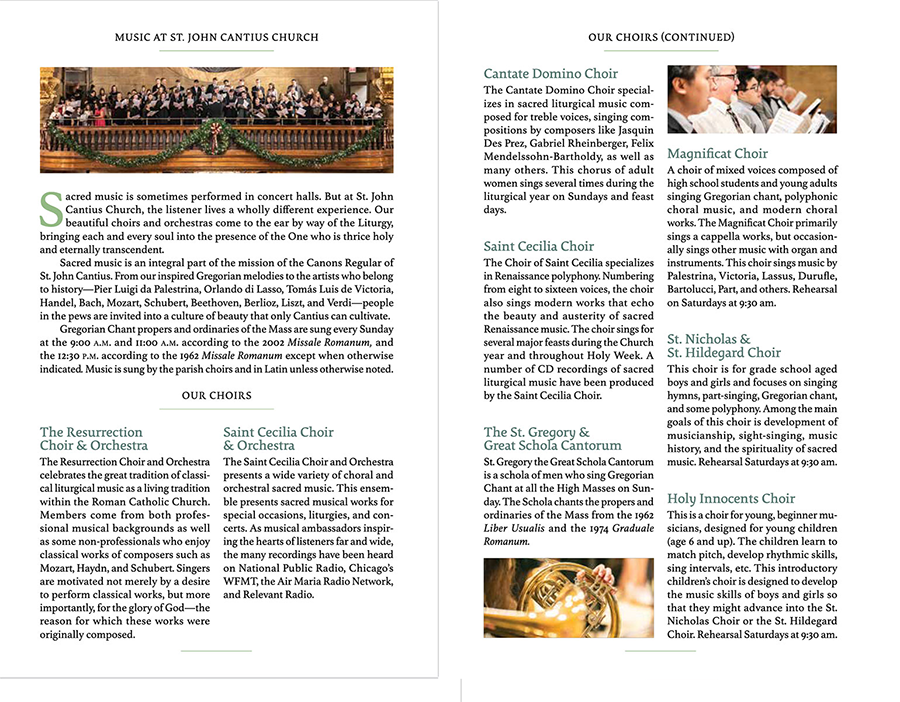 MUSIC AT ST. JOHN CANTIUS CHURCH
Sacred music is sometimes performed in concert halls. But at St. John
Cantius Church, the listener lives a wholly different experience. Our
beautiful choirs and orchestras come to the ear by way of the Liturgy,
bringing each and every soul into the presence of the One who is thrice holy
and eternally transcendent.
Sacred music is an integral part of the mission of the Canons Regular of
St. John Cantius. From our inspired Gregorian melodies to the artists who belong
to history—Pier Luigi da Palestrina, Orlando di Lasso, Tomás Luis de Victoria,
Handel, Bach, Mozart, Schubert, Beethoven, Berlioz, Liszt, and Verdi—people
in the pews are invited into a culture of beauty that only Cantius can cultivate.
Gregorian Chant propers and ordinaries of the Mass are sung every Sunday
at the 9:00 A.M. and 11:00 A.M. according to the 2002 Missale Romanum, and
the 12:30 P.M. according to the 1962 Missale Romanum except when otherwise
indicated. Music is sung by the parish choirs and in Latin unless otherwise noted.
OUR CHOIRS
The Resurrection
Choir & Orchestra
The Resurrection Choir and Orchestra
celebrates the great tradition of classi-
cal liturgical music as a living tradition
within the Roman Catholic Church.
Members come from both profes-
sional musical backgrounds as well
as some non-professionals who enjoy
classical works of composers such as
Mozart, Haydn, and Schubert. Singers
are motivated not merely by a desire
to perform classical works, but more
importantly, for the glory of God—the
reason for which these works were
originally composed.
Saint Cecilia Choir
& Orchestra
The Saint Cecilia Choir and Orchestra
presents a wide variety of choral and
orchestral sacred music. This ensem-
ble presents sacred musical works for
special occasions, liturgies, and con-
certs. As musical ambassadors inspir-
ing the hearts of listeners far and wide,
the many recordings have been heard
on National Public Radio, Chicago's
WFMT, the Air Maria Radio Network,
and Relevant Radio.
OUR CHOIRS (CONTINUED)
Cantate Domino Choir
The Cantate Domino Choir special-
izes in sacred liturgical music com-
posed for treble voices, singing com-
positions by composers like Jasquin
Des Prez, Gabriel Rheinberger, Felix
Mendelssohn-Bartholdy, as well as
many others. This chorus of adult
women sings several times during the
liturgical year on Sundays and feast
days.
Saint Cecilia Choir
The Choir of Saint Cecilia specializes
in Renaissance polyphony. Numbering
from eight to sixteen voices, the choir
also sings modern works that echo
the beauty and austerity of sacred
Renaissance music. The choir sings for
several major feasts during the Church
year and throughout Holy Week. A
number of CD recordings of sacred
liturgical music have been produced
by the Saint Cecilia Choir.
The St. Gregory &
Great Schola Cantorum
St. Gregory the Great Schola Cantorum
is a schola of men who sing Gregorian
Chant at all the High Masses on Sun-
day. The Schola chants the propers and
ordinaries of the Mass from the 1962
Liber Usualis and the 1974 Graduale
Romanum.
Magnificat Choir
A choir of mixed voices composed of
high school students and young adults
singing Gregorian chant, polyphonic
choral music, and modern choral
works. The Magnificat Choir primarily
sings a cappella works, but occasion-
ally sings other music with organ and
instruments. This choir sings music by
Palestrina, Victoria, Lassus, Durufle,
Bartolucci, Part, and others. Rehearsal
on Saturdays at 9:30 am.
St. Nicholas &
St. Hildegard Choir
This choir is for grade school aged
boys and girls and focuses on singing
hymns, part-singing, Gregorian chant,
and some polyphony. Among the main
goals of this choir is development of
musicianship, sight-singing, music
history, and the spirituality of sacred
music. Rehearsal Saturdays at 9:30 am.
Holy Innocents Choir
This is a choir for young, beginner mu-
sicians, designed for young children
(age 6 and up). The children learn to
match pitch, develop rhythmic skills,
sing intervals, etc. This introductory
children's choir is designed to develop
the music skills of boys and girls so
that they might advance into the St.
Nicholas Choir or the St. Hildegard
Choir. Rehearsal Saturdays at 9:30 am.